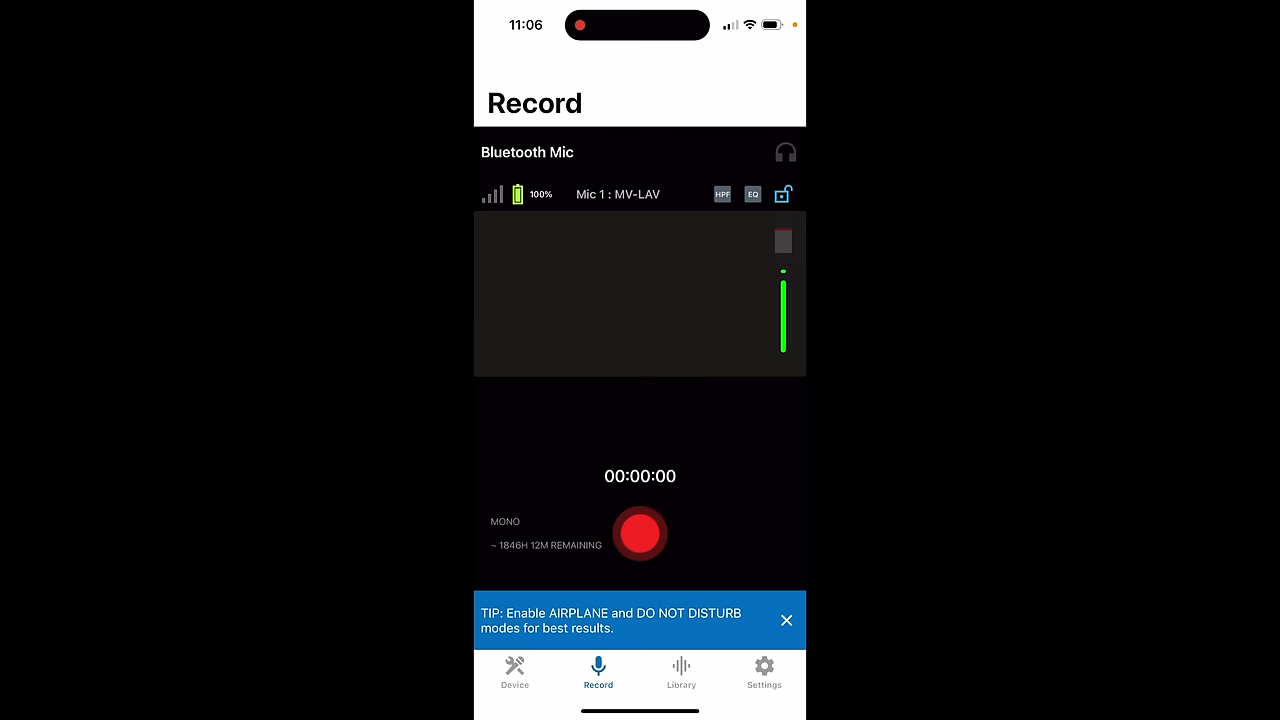 11:06
Record
Bluetooth Mic
100%
Mic 1 : MV-LAV
HPF
EQ
00:00:00
MONO
~ 1846H 12M REMAINING
TIP: Enable AIRPLANE and DO NOT DISTURB
modes for best results.
Device
Record
Library
Settings